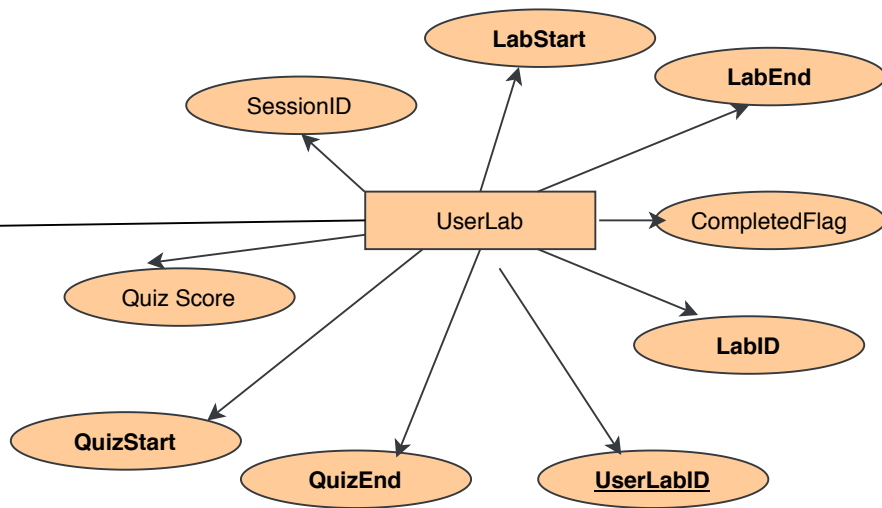 LabStart
LabEnd
SessionID
UserLab
CompletedFlag
Quiz Score
LabID
QuizStart
QuizEnd
UserLabID